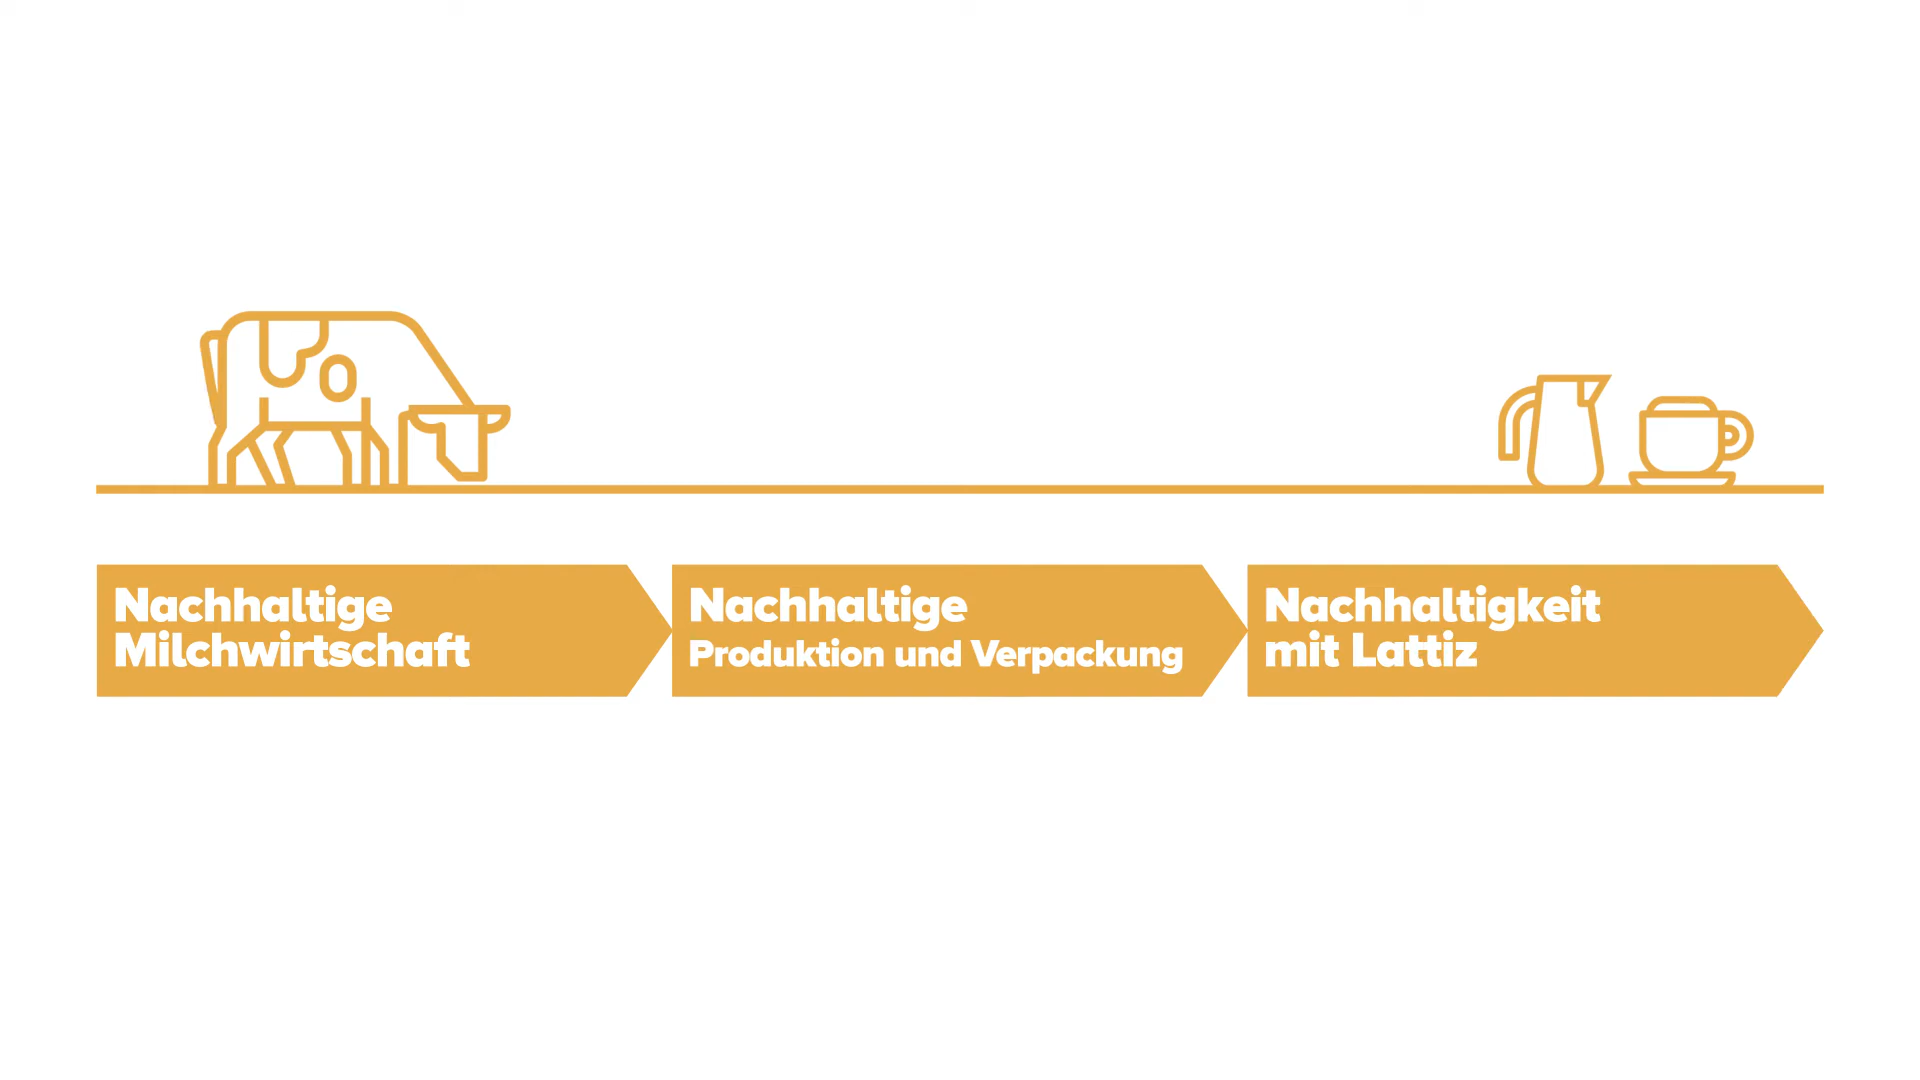 Nachhaltige
Milchwirtschaft
Nachhaltige
Produktion und Verpackung
Nachhaltigkeit
mit Lattiz